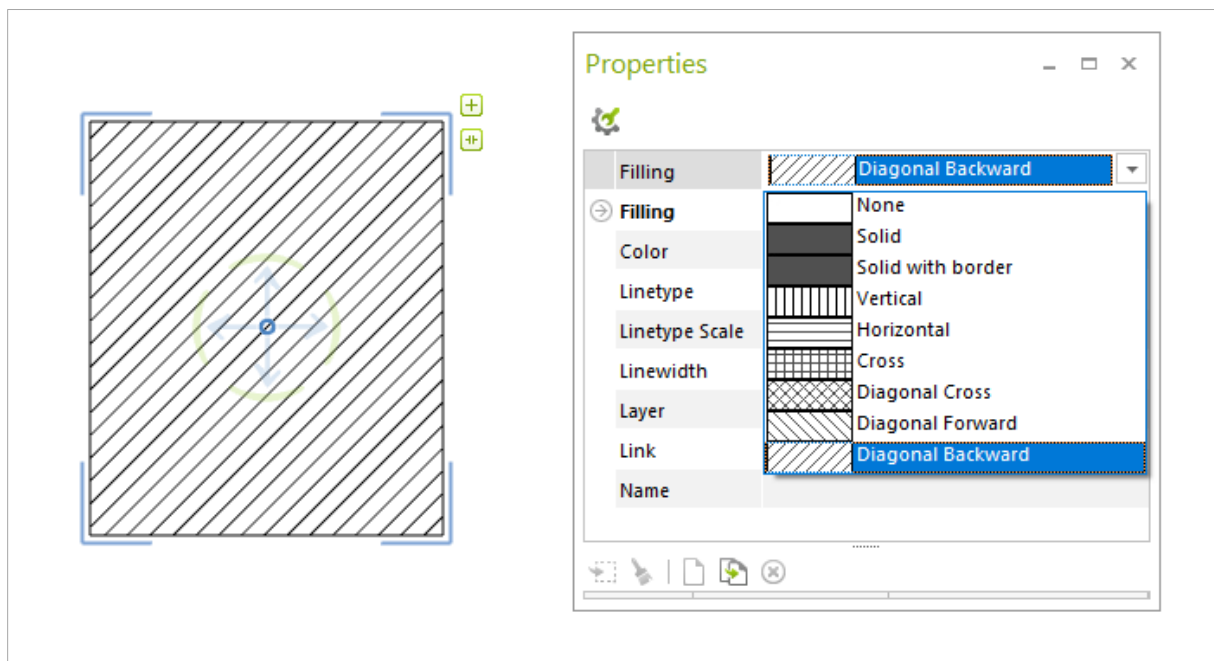 Properties
Filling Diagonal Backward
Filling None
Solid
Color
Solid with border
Linetype Vertical
Linetype Scale Horizontal
Cross
Linewidth
Diagonal Cross
Layer Diagonal Forward
Link Diagonal Backward
Name